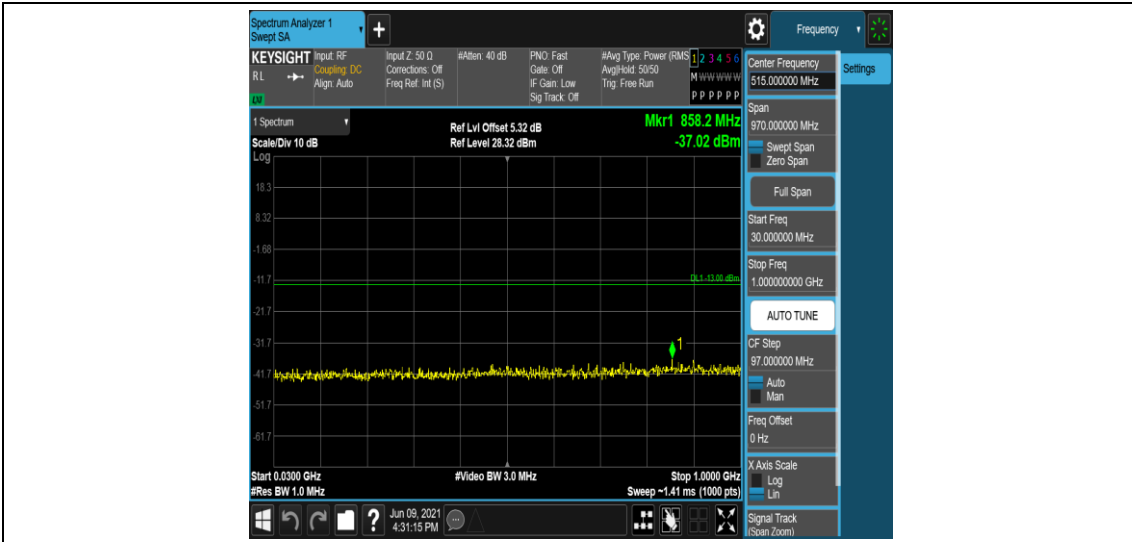 Spectrum Analyzer 1
Swept SA
+
Frequency
KEYSIGHT
RL
LXI
Input: RF
Coupling: DC
Align: Auto
Input Z: 50 Ω
Corrections: Off
Freq Ref: Int (S)
#Atten: 40 dB
PNO: Fast
Gate: Off
IF Gain: Low
Sig Track: Off
#Avg Type: Power (RMS
Avg|Hold: 50/50
Trig: Free Run
1 2 3 4 5 6
M W W W W W
P P P P P P
1 Spectrum
Scale/Div 10 dB
Log
Ref Lvl Offset 5.32 dB
Ref Level 28.32 dBm
Mkr1 858.2 MHz
-37.02 dBm
18.3
8.32
-1.68
-11.7
DL1 -13.00 dBm
-21.7
-31.7
1
-41.7
-51.7
-61.7
Start 0.0300 GHz
#Res BW 1.0 MHz
#Video BW 3.0 MHz
Stop 1.0000 GHz
Sweep ~1.41 ms (1000 pts)
?
Jun 09, 2021
4:31:15 PM
Center Frequency
515.000000 MHz
Span
970.000000 MHz
Swept Span
Zero Span
Full Span
Start Freq
30.000000 MHz
Stop Freq
1.000000000 GHz
AUTO TUNE
CF Step
97.000000 MHz
Auto
Man
Freq Offset
0 Hz
X Axis Scale
Log
Lin
Signal Track
(Span Zoom)
Settings